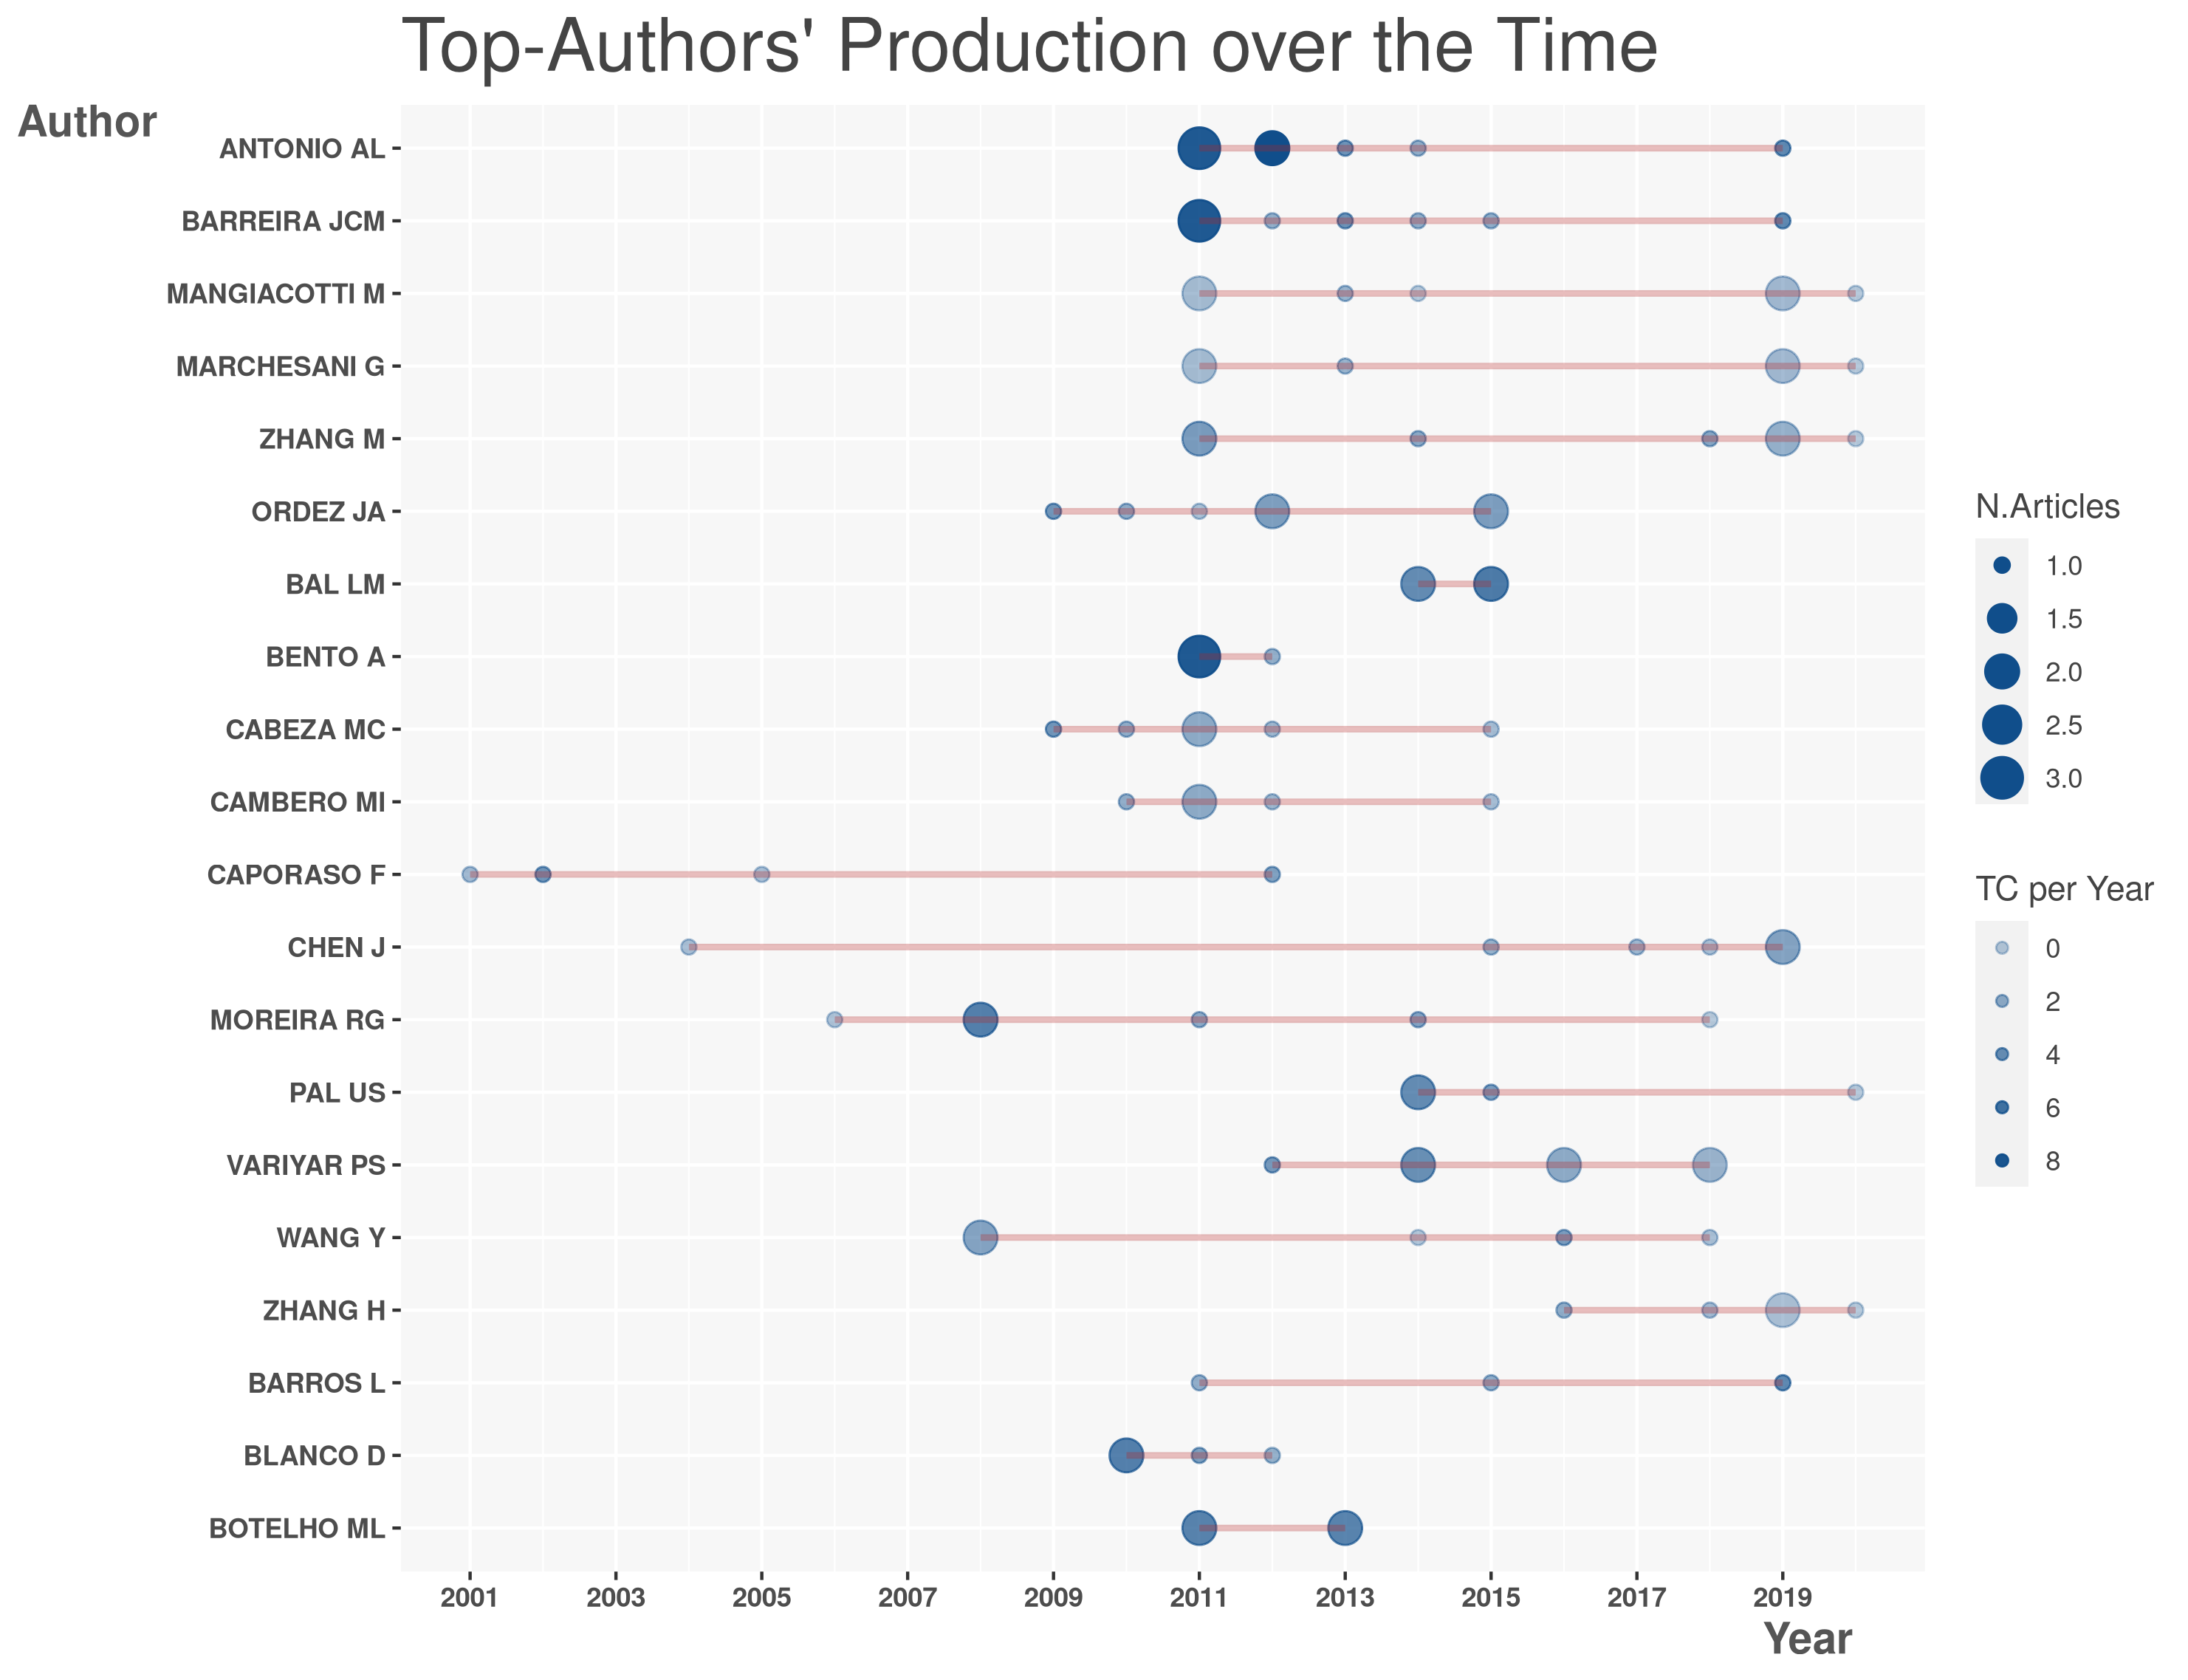 Top-Authors' Production over the Time
Author
ANTONIO AL
BARREIRA JCM
MANGIACOTTI M
MARCHESANI G
ZHANG M
ORDEZ JA
BAL LM
BENTO A
CABEZA MC
CAMBERO MI
CAPORASO F
CHEN J
MOREIRA RG
PAL US
VARIYAR PS
WANG Y
ZHANG H
BARROS L
BLANCO D
BOTELHO ML
2001 2003 2005 2007 2009 2011 2013 2015 2017 2019
Year
N.Articles
1.0
1.5
2.0
2.5
3.0
TC per Year
0
2
4
6
8